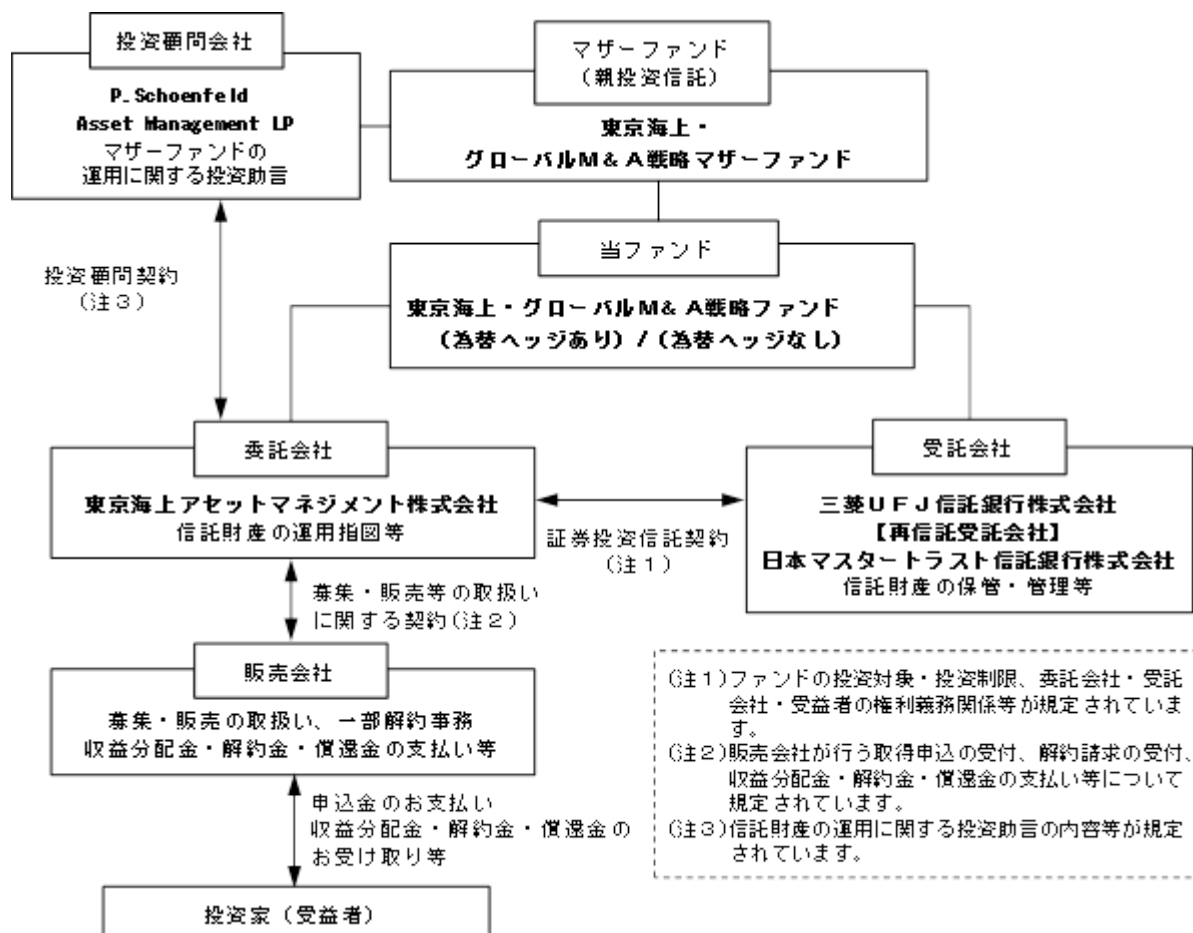 投資顧問会社
P.Schoenfeld
Asset Management LP
マザーファンドの
運用に関する投資助言
マザーファンド
(親投資信託)
東京海上・
グローバルM&A戦略マザーファンド
当ファンド
東京海上・グローバルM&A戦略ファンド
(為替ヘッジあり)/(為替ヘッジなし)
投資顧問契約
(注3)
委託会社
東京海上アセットマネジメント株式会社
信託財産の運用指図等
証券投資信託契約
(注1)
受託会社
三菱UFJ信託銀行株式会社
【再信託受託会社】
日本マスタートラスト信託銀行株式会社
信託財産の保管・管理等
募集・販売等の取扱い
に関する契約(注2)
販売会社
募集・販売の取扱い、一部解約事務
収益分配金・解約金・償還金の支払い等
申込金のお支払い
収益分配金・解約金・償還金の
お受け取り等
投資家(受益者)
(注1)ファンドの投資対象・投資制限、委託会社・受託
会社・受益者の権利義務関係等が規定されていま
す。
(注2)販売会社が行う取得申込の受付、解約請求の受付、
収益分配金・解約金・償還金の支払い等について
規定されています。
(注3)信託財産の運用に関する投資助言の内容等が規定
されています。